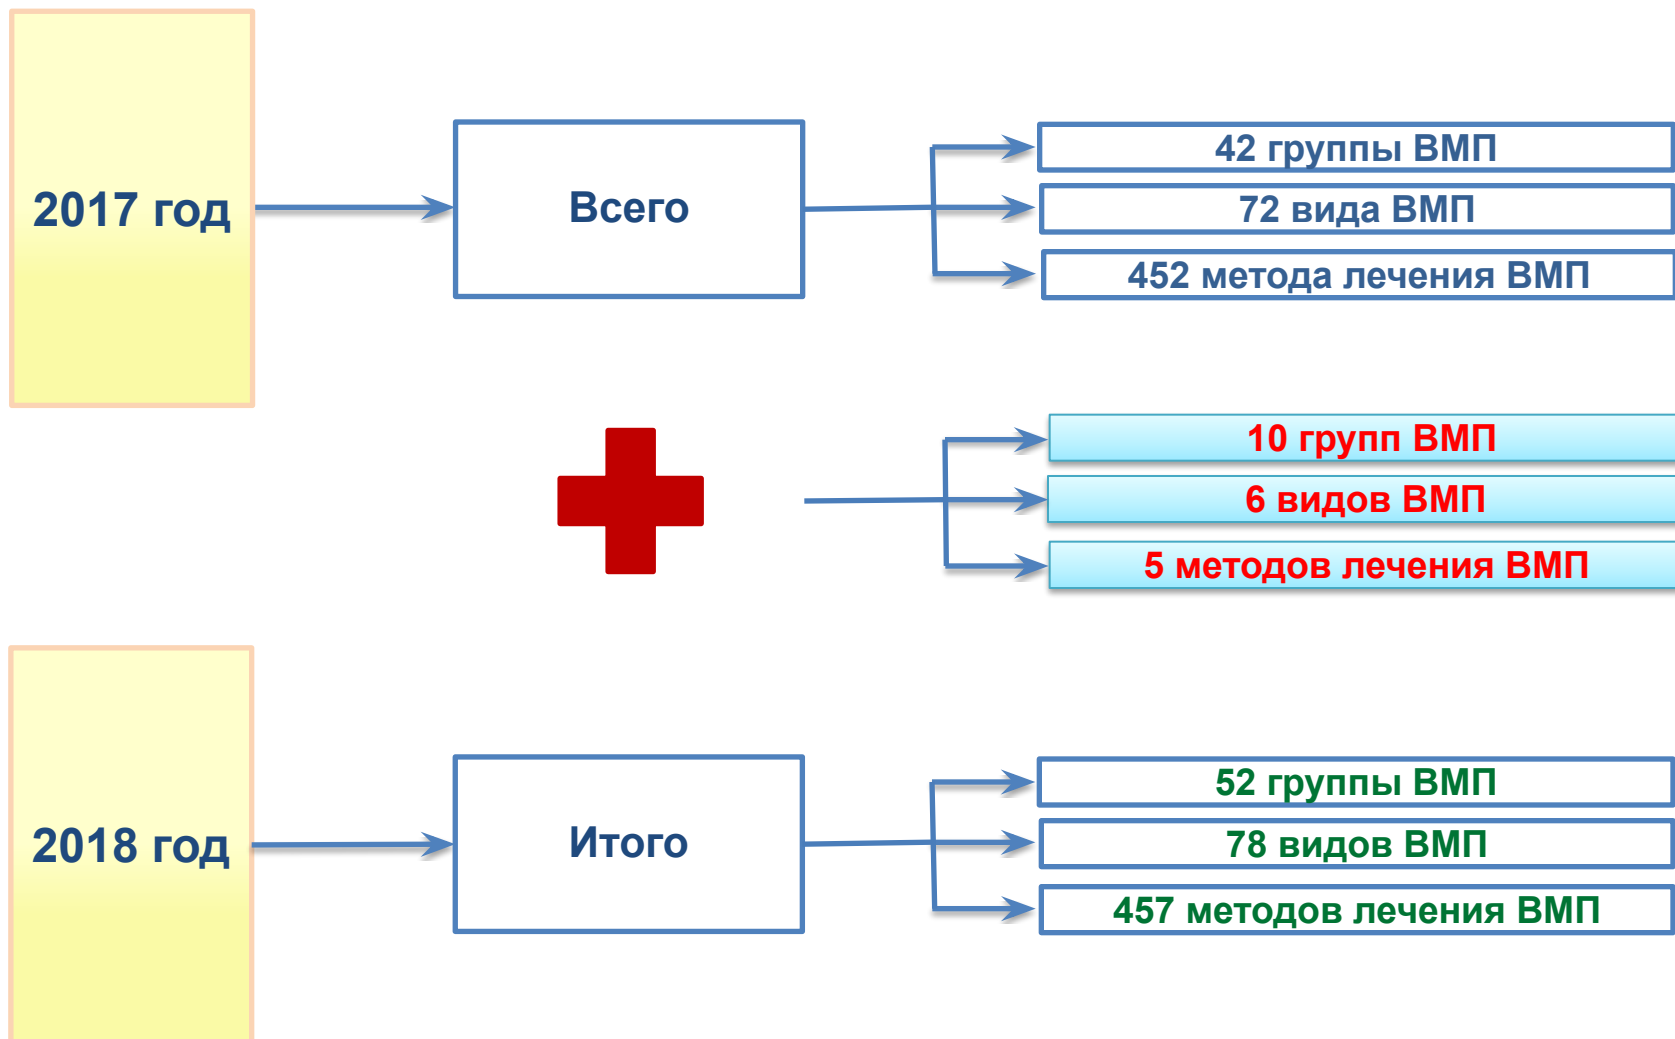 2017 год
Всего
42 группы ВМП
72 вида ВМП
452 метода лечения ВМП
10 групп ВМП
6 видов ВМП
5 методов лечения ВМП
2018 год
Итого
52 группы ВМП
78 видов ВМП
457 методов лечения ВМП